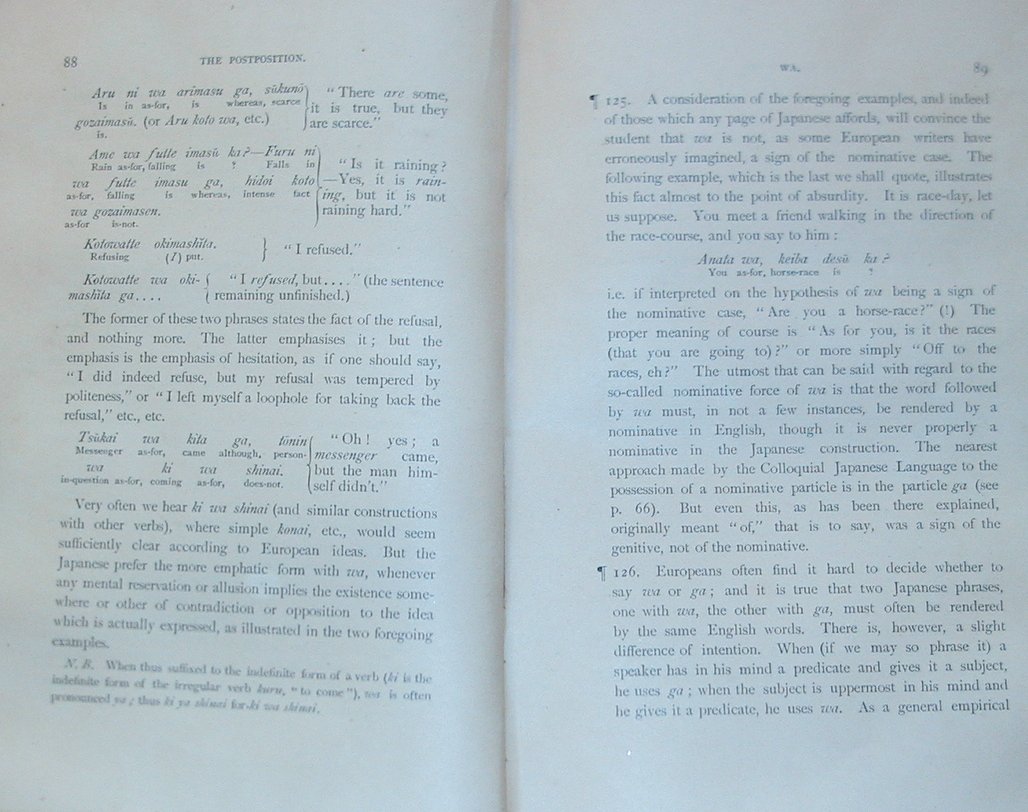 88 THE POSTPOSITION.
Aru ni wa arimasu ga, sŭkunō
Is in as-for, is whereas, scarce
gozaimasŭ. (or Aru koto wa, etc.)
is.
"There are some,
it is true, but they
are scarce."
Ame wa futte imasŭ ka?—Furu ni
Rain as-for, falling is ? Falls in
wa futte imasu ga, hidoi koto
as-for, falling is whereas, intense fact
wa gozaimasen.
as-for is-not.
"Is it raining?
—Yes, it is rain-
ing, but it is not
raining hard."
Kotowatte okimashĭta.
Refusing (I) put.
"I refused."
Kotowatte wa oki-
mashĭta ga....
"I refused, but...." (the sentence
remaining unfinished.)
The former of these two phrases states the fact of the refusal,
and nothing more. The latter emphasises it; but the
emphasis is the emphasis of hesitation, as if one should say,
"I did indeed refuse, but my refusal was tempered by
politeness," or "I left myself a loophole for taking back the
refusal," etc., etc.
Tsŭkai wa kita ga, tōnin
Messenger as-for, came although, person-
wa ki wa shinai.
in-question as-for, coming as-for, does-not.
"Oh! yes; a
messenger came,
but the man him-
self didn't."
Very often we hear ki wa shinai (and similar constructions
with other verbs), where simple konai, etc., would seem
sufficiently clear according to European ideas. But the
Japanese prefer the more emphatic form with wa, whenever
any mental reservation or allusion implies the existence some-
where or other of contradiction or opposition to the idea
which is actually expressed, as illustrated in the two foregoing
examples.
N. B. When thus suffixed to the indefinite form of a verb (ki is the
indefinite form of the irregular verb kuru, "to come"), wa is often
pronounced ya; thus ki ya shinai for ki wa shinai.
WA. 89
¶ 125. A consideration of the foregoing examples, and indeed
of those which any page of Japanese affords, will convince the
student that wa is not, as some European writers have
erroneously imagined, a sign of the nominative case. The
following example, which is the last we shall quote, illustrates
this fact almost to the point of absurdity. It is race-day, let
us suppose. You meet a friend walking in the direction of
the race-course, and you say to him:
Anata wa, keiba desŭ ka?
You as-for, horse-race is ?
i.e. if interpreted on the hypothesis of wa being a sign of
the nominative case, "Are you a horse-race?" (!) The
proper meaning of course is "As for you, is it the races
(that you are going to)?" or more simply "Off to the
races, eh?" The utmost that can be said with regard to the
so-called nominative force of wa is that the word followed
by wa must, in not a few instances, be rendered by a
nominative in English, though it is never properly a
nominative in the Japanese construction. The nearest
approach made by the Colloquial Japanese Language to the
possession of a nominative particle is in the particle ga (see
p. 66). But even this, as has been there explained,
originally meant "of," that is to say, was a sign of the
genitive, not of the nominative.
¶ 126. Europeans often find it hard to decide whether to
say wa or ga; and it is true that two Japanese phrases,
one with wa, the other with ga, must often be rendered
by the same English words. There is, however, a slight
difference of intention. When (if we may so phrase it) a
speaker has in his mind a predicate and gives it a subject,
he uses ga; when the subject is uppermost in his mind and
he gives it a predicate, he uses wa. As a general empirical